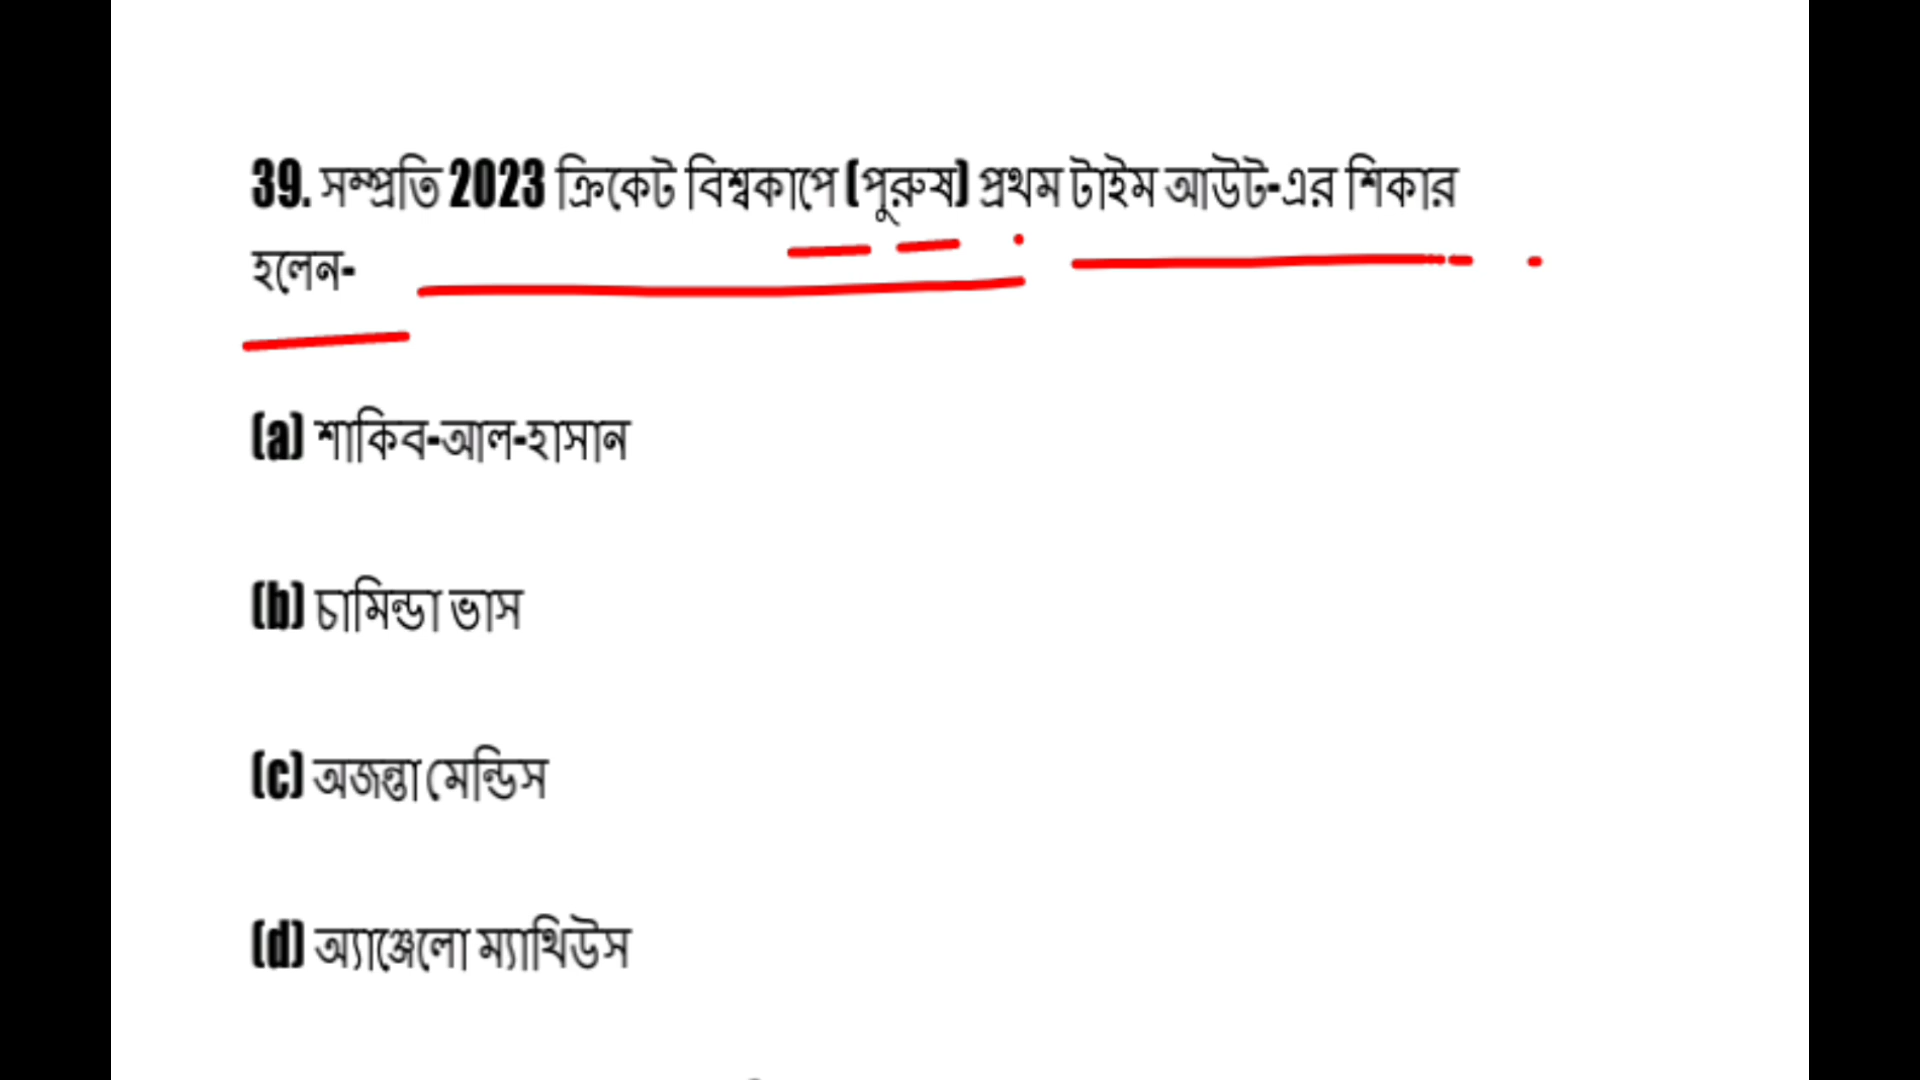 39. সম্প্রতি 2023 ক্রিকেট বিশ্বকাপে (পুরুষ) প্রথম টাইম আউট-এর শিকার
হলেন-
(a) শাকিব-আল-হাসান
(b) চামিন্ডা ভাস
(c) অজন্তা মেন্ডিস
(d) অ্যাঞ্জেলো ম্যাথিউস